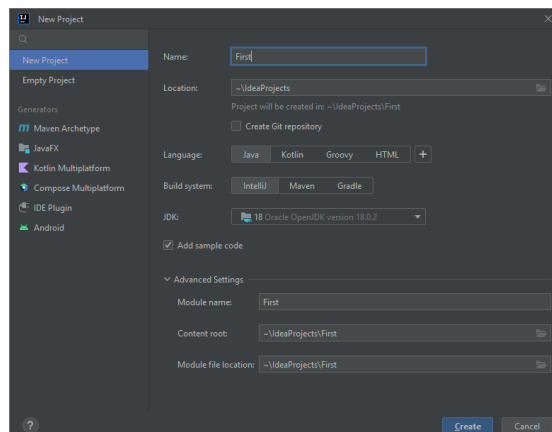 New Project
New Project
Empty Project
Generators
Maven Archetype
JavaFX
Kotlin Multiplatform
Compose Multiplatform
IDE Plugin
Android
Name: First
Location: ~\IdeaProjects
Project will be created in: ~\IdeaProjects\First
Create Git repository
Language: Java Kotlin Groovy HTML +
Build system: IntelliJ Maven Gradle
JDK: 18 Oracle OpenJDK version 18.0.2
Add sample code
Advanced Settings
Module name: First
Content root: ~\IdeaProjects\First
Module file location: ~\IdeaProjects\First
? Create Cancel